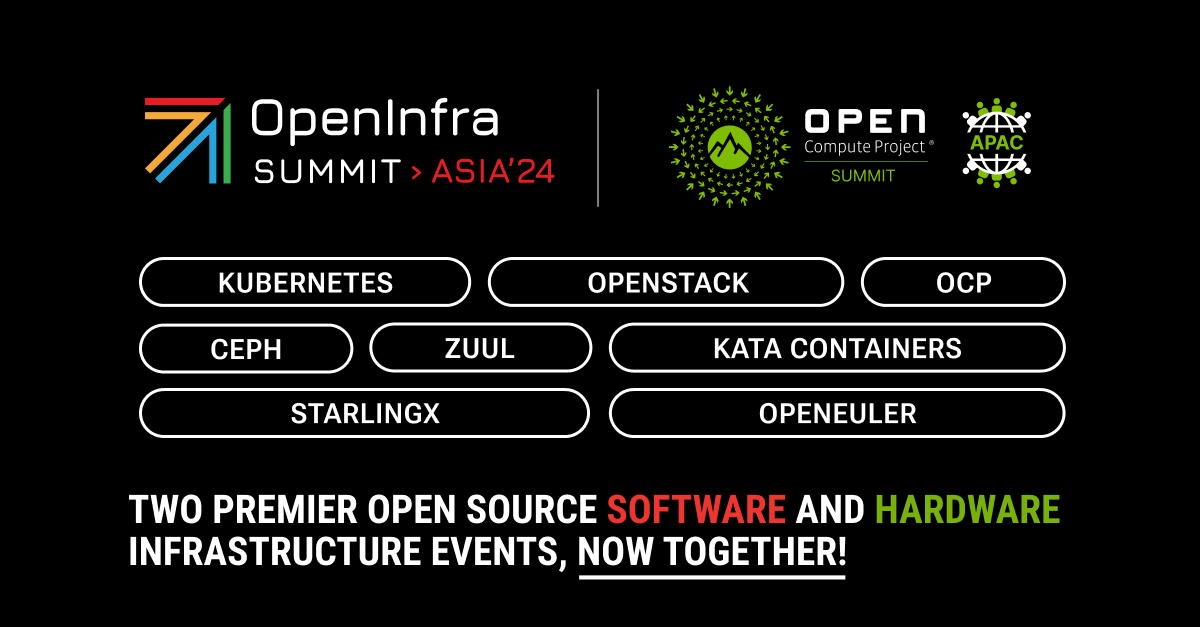 OpenInfra
SUMMIT > ASIA'24
OPEN
Compute Project ®
SUMMIT
APAC
KUBERNETES
OPENSTACK
OCP
CEPH
ZUUL
KATA CONTAINERS
STARLINGX
OPENEULER
TWO PREMIER OPEN SOURCE SOFTWARE AND HARDWARE
INFRASTRUCTURE EVENTS, NOW TOGETHER!